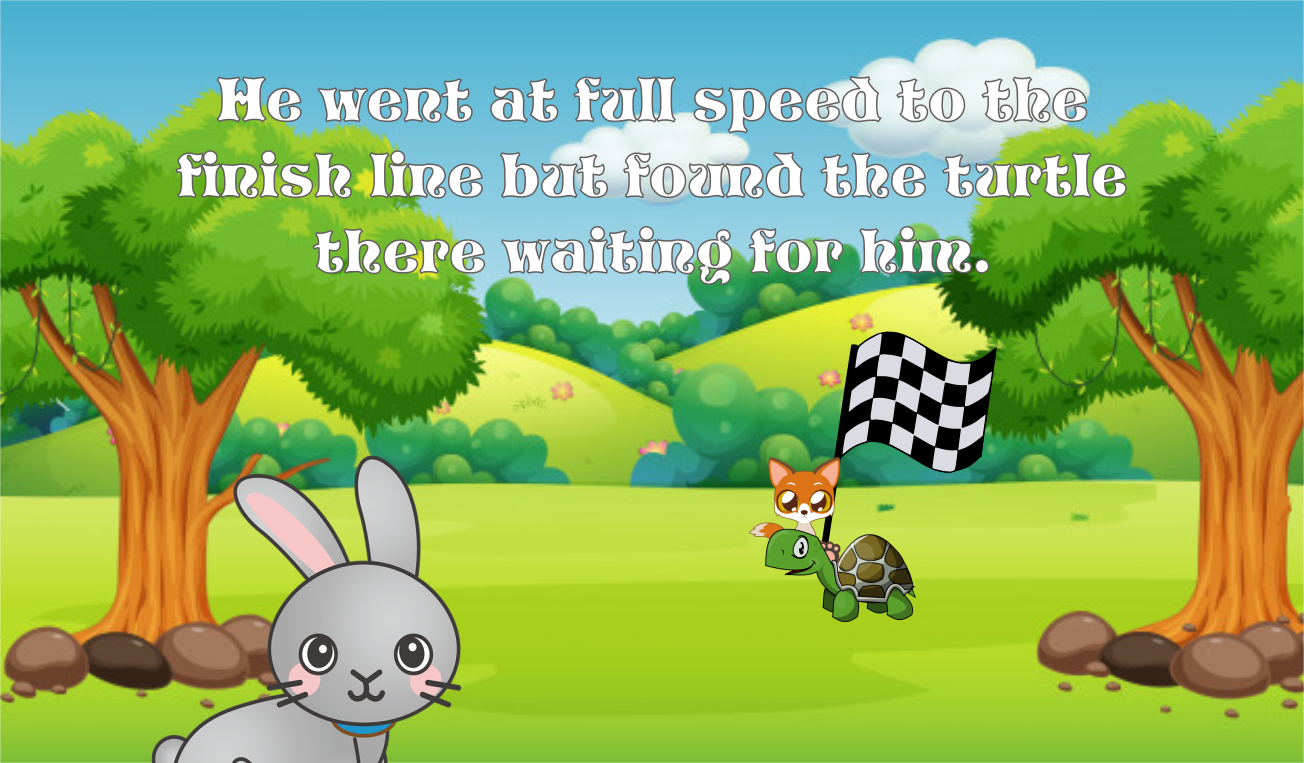 He went at full speed to the
finish line but found the turtle
there waiting for him.